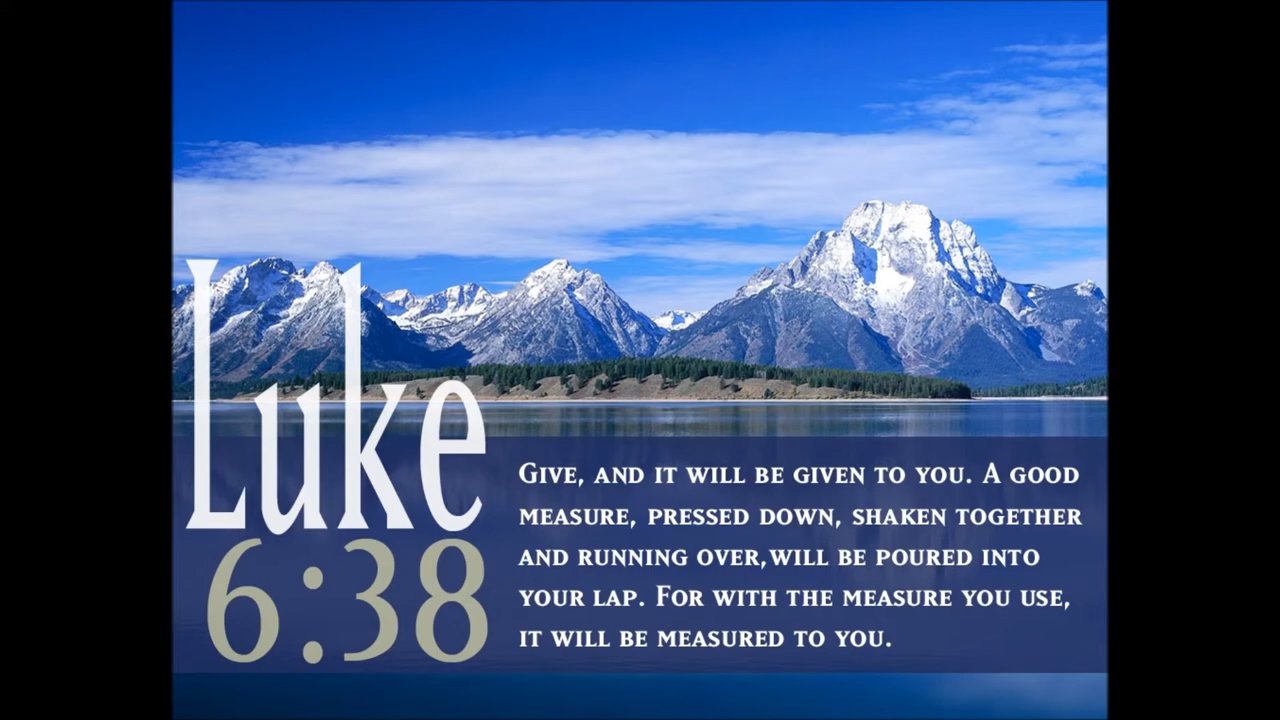 Luke
6:38
Give, and it will be given to you. A good
measure, pressed down, shaken together
and running over,will be poured into
your lap. For with the measure you use,
it will be measured to you.